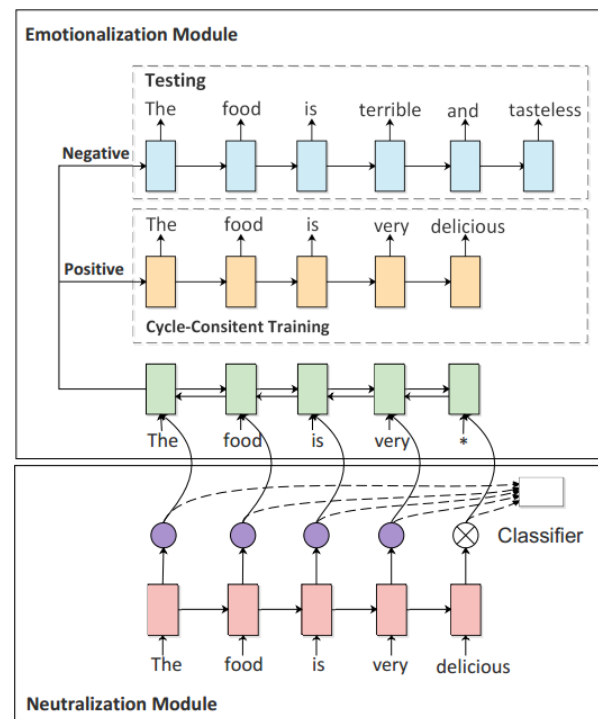 Emotionalization Module
Testing
The food is terrible and tasteless
Negative
The food is very delicious
Positive
Cycle-Consitent Training
The food is very *
Classifier
The food is very delicious
Neutralization Module